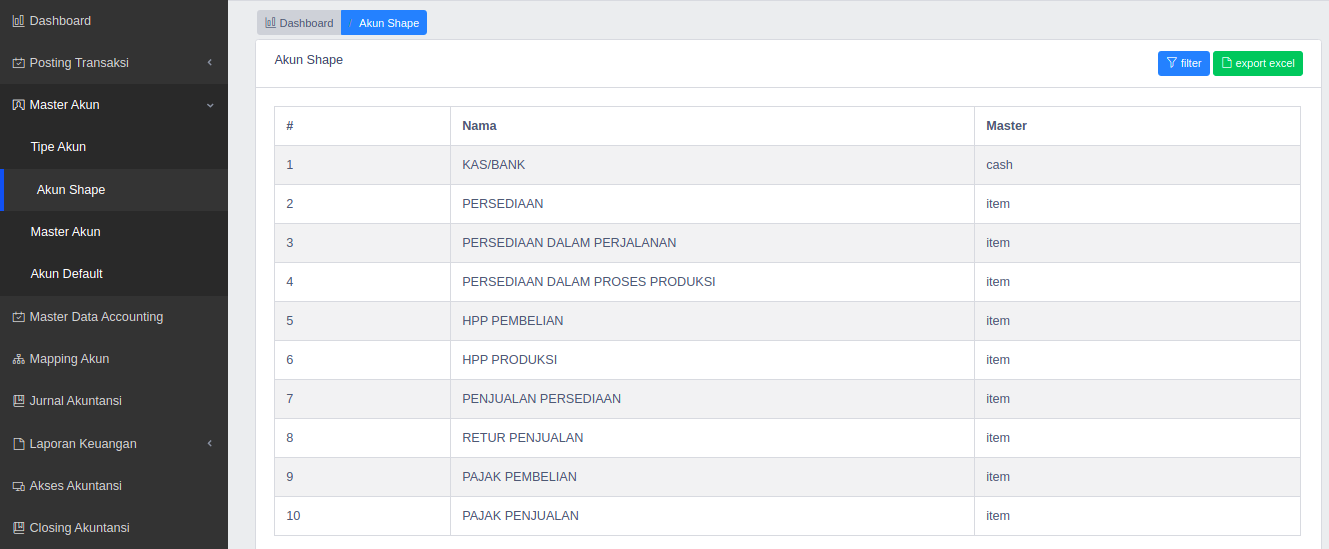 Dashboard
Posting Transaksi
Master Akun
Tipe Akun
Akun Shape
Master Akun
Akun Default
Master Data Accounting
Mapping Akun
Jurnal Akuntansi
Laporan Keuangan
Akses Akuntansi
Closing Akuntansi
Dashboard / Akun Shape
Akun Shape
filter
export excel
# Nama Master
1 KAS/BANK cash
2 PERSEDIAAN item
3 PERSEDIAAN DALAM PERJALANAN item
4 PERSEDIAAN DALAM PROSES PRODUKSI item
5 HPP PEMBELIAN item
6 HPP PRODUKSI item
7 PENJUALAN PERSEDIAAN item
8 RETUR PENJUALAN item
9 PAJAK PEMBELIAN item
10 PAJAK PENJUALAN item